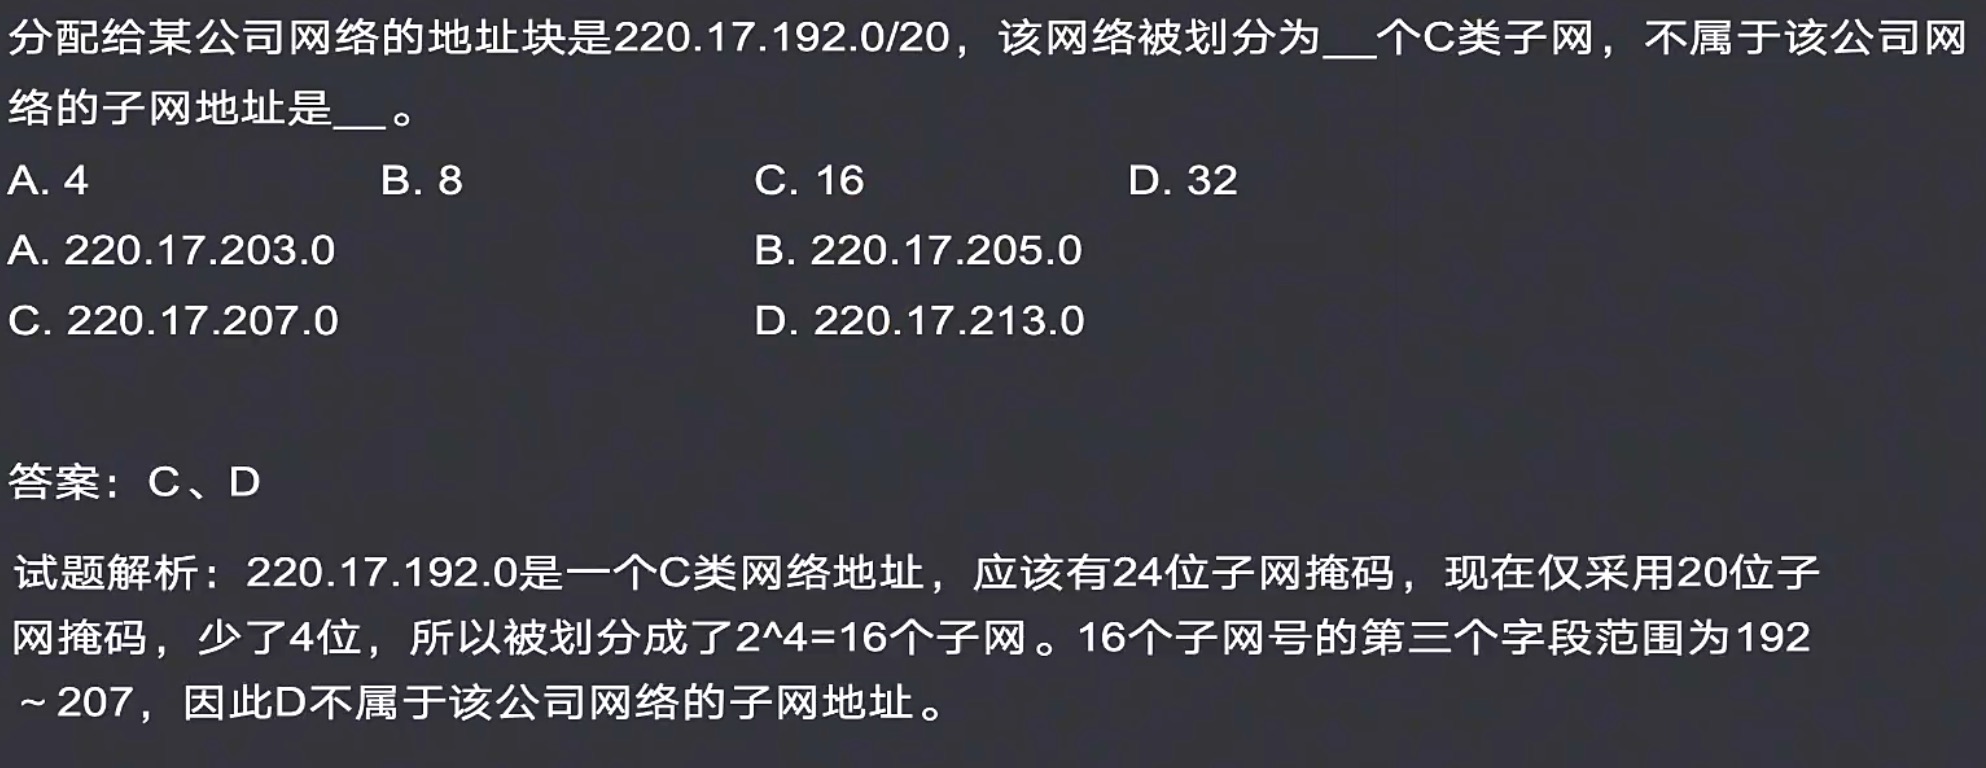 分配给某公司网络的地址块是220.17.192.0/20，该网络被划分为__个C类子网，不属于该公司网
络的子网地址是__。
A. 4 B. 8 C. 16 D. 32
A. 220.17.203.0 B. 220.17.205.0
C. 220.17.207.0 D. 220.17.213.0
答案：C、D
试题解析：220.17.192.0是一个C类网络地址，应该有24位子网掩码，现在仅采用20位子
网掩码，少了4位，所以被划分成了2^4=16个子网。16个子网号的第三个字段范围为192
~207，因此D不属于该公司网络的子网地址。